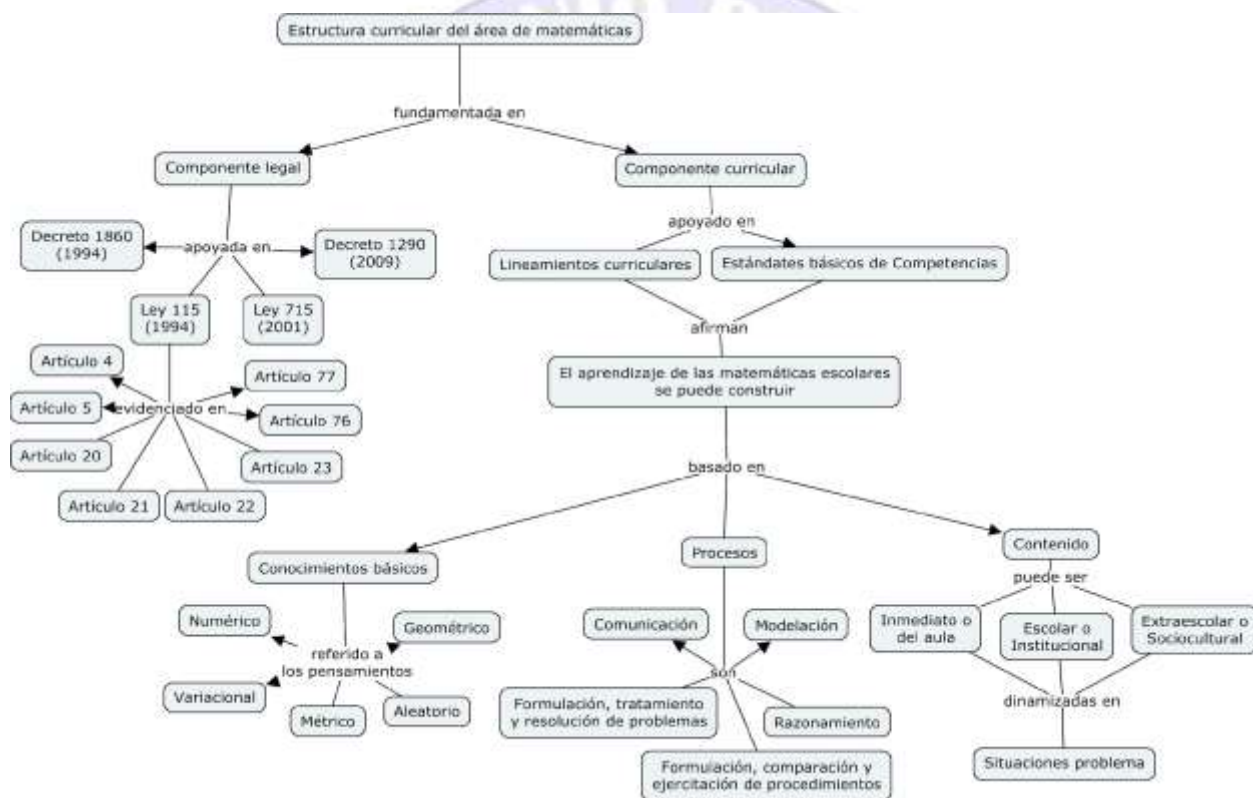 Estructura curricular del área de matemáticas
fundamentada en
Componente legal
Componente curricular
Decreto 1860
(1994)
apoyada en
Decreto 1290
(2009)
apoyado en
Lineamientos curriculares
Estándates básicos de Competencias
Ley 115
(1994)
Ley 715
(2001)
afirman
Artículo 4
Artículo 77
El aprendizaje de las matemáticas escolares
se puede construir
Artículo 5
evidenciado en
Artículo 76
Artículo 20
Artículo 23
Artículo 21
Artículo 22
basado en
Conocimientos básicos
Procesos
Contenido
puede ser
Numérico
Geométrico
referido a
los pensamientos
Variacional
Métrico
Aleatorio
Comunicación
Modelación
son
Formulación, tratamiento
y resolución de problemas
Razonamiento
Formulación, comparación y
ejercitación de procedimientos
Inmediato o
del aula
Escolar o
Institucional
Extraescolar o
Sociocultural
dinamizadas en
Situaciones problema